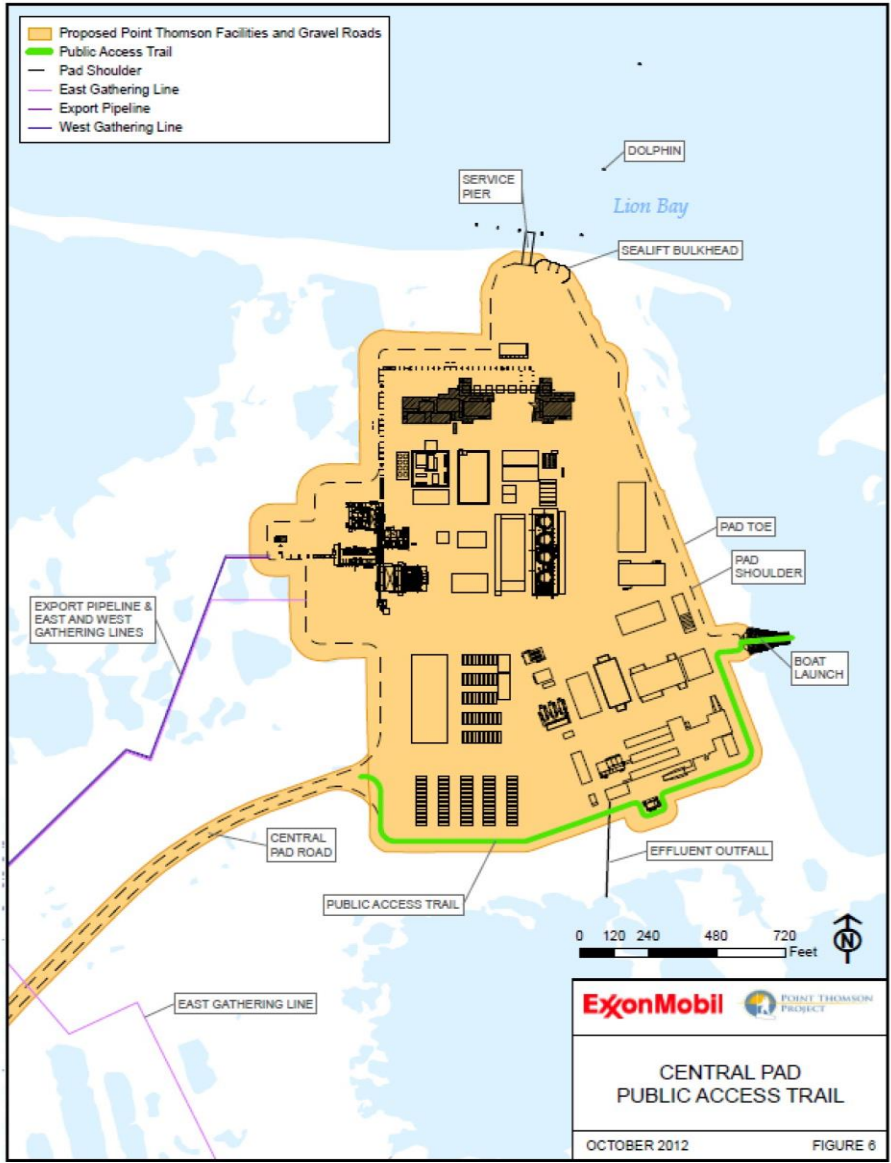 Proposed Point Thomson Facilities and Gravel Roads
Public Access Trail
Pad Shoulder
East Gathering Line
Export Pipeline
West Gathering Line
DOLPHIN
SERVICE
PIER
Lion Bay
SEALIFT BULKHEAD
PAD TOE
PAD
SHOULDER
EXPORT PIPELINE &
EAST AND WEST
GATHERING LINES
BOAT
LAUNCH
CENTRAL
PAD ROAD
EFFLUENT OUTFALL
PUBLIC ACCESS TRAIL
0 120 240 480 720
Feet
N
EAST GATHERING LINE
ExxonMobil
POINT THOMSON
PROJECT
CENTRAL PAD
PUBLIC ACCESS TRAIL
OCTOBER 2012
FIGURE 6